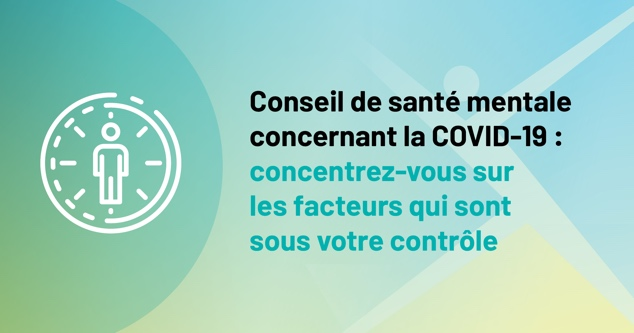 Conseil de santé mentale
concernant la COVID-19 :
concentrez-vous sur
les facteurs qui sont
sous votre contrôle